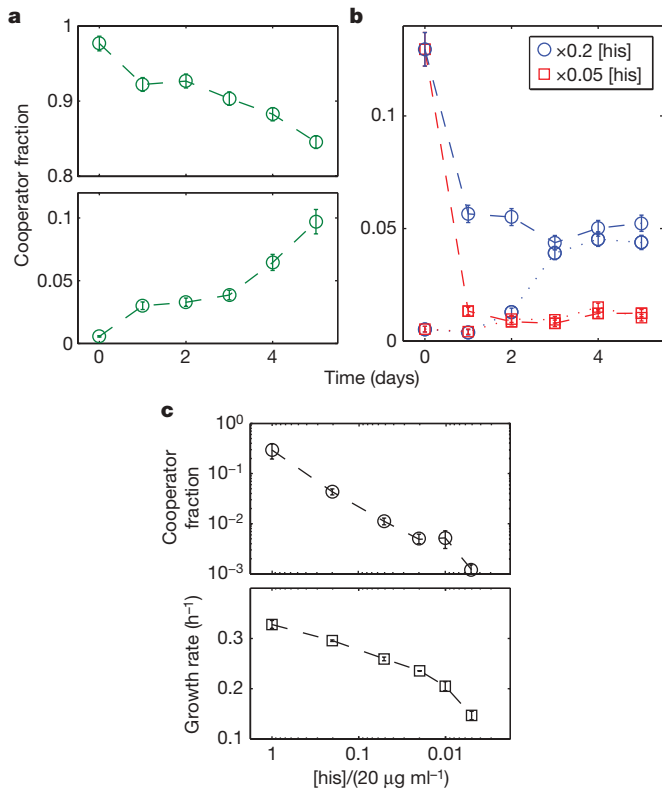 a
b
1
0.9
0.8
0.1
0.05
0
0 2 4
Cooperator fraction
×0.2 [his]
×0.05 [his]
0.1
0.05
0
0 2 4
Time (days)
c
10⁰
10⁻¹
10⁻²
10⁻³
Cooperator
fraction
0.3
0.2
0.1
Growth rate (h⁻¹)
1 0.1 0.01
[his]/(20 μg ml⁻¹)